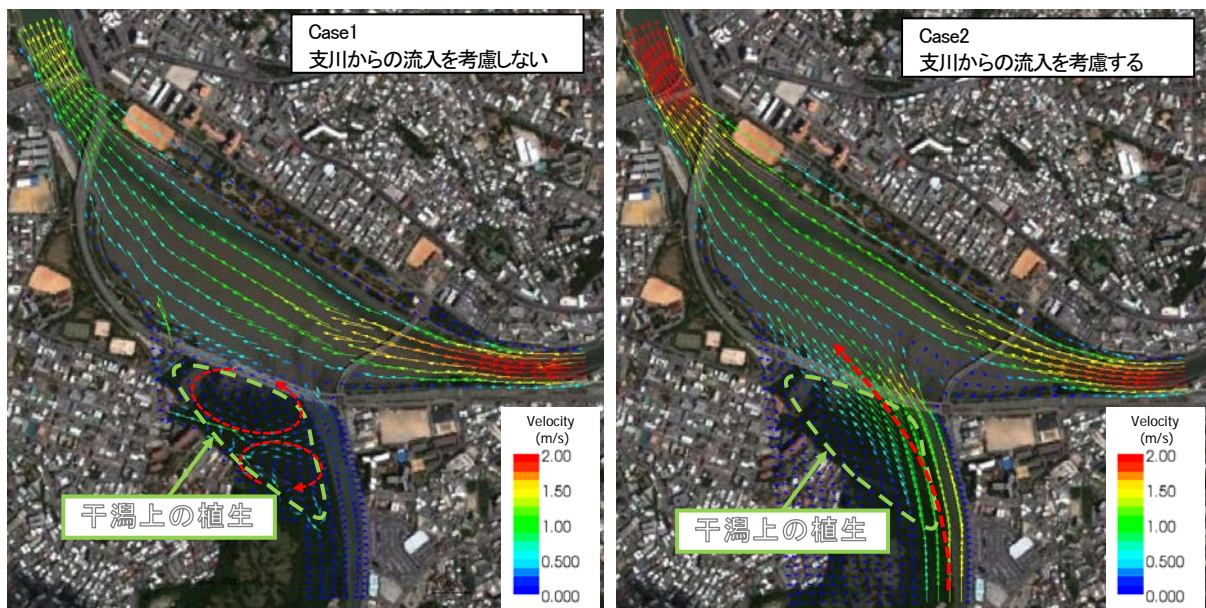 Case1
支川からの流入を考慮しない
干潟上の植生
Velocity
(m/s)
2.00
1.50
1.00
0.500
0.000
Case2
支川からの流入を考慮する
干潟上の植生
Velocity
(m/s)
2.00
1.50
1.00
0.500
0.000